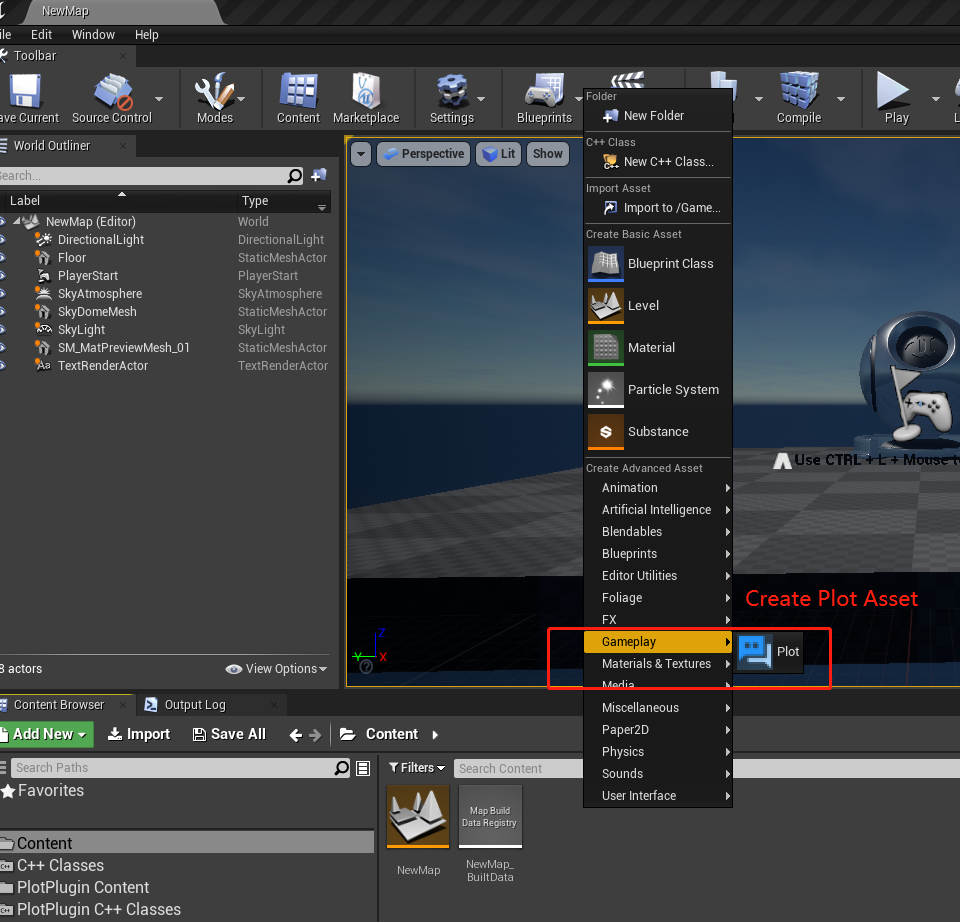 NewMap
ile Edit Window Help
Toolbar
ave Current Source Control Modes Content Marketplace Settings Blueprints Compile Play
World Outliner
Search...
Label Type
NewMap (Editor) World
DirectionalLight DirectionalLight
Floor StaticMeshActor
PlayerStart PlayerStart
SkyAtmosphere SkyAtmosphere
SkyDomeMesh StaticMeshActor
SkyLight SkyLight
SM_MatPreviewMesh_01 StaticMeshActor
TextRenderActor TextRenderActor
8 actors View Options
Perspective Lit Show
Use CTRL + L + Mouse to
Z
Y X
Folder
New Folder
C++ Class
New C++ Class...
Import Asset
Import to /Game...
Create Basic Asset
Blueprint Class
Level
Material
Particle System
Substance
Create Advanced Asset
Animation
Artificial Intelligence
Blendables
Blueprints
Editor Utilities
Foliage
FX
Gameplay
Materials & Textures
Media
Miscellaneous
Paper2D
Physics
Sounds
User Interface
Create Plot Asset
Plot
Content Browser Output Log
Add New Import Save All Content
Search Paths
Favorites
Content
C++ Classes
PlotPlugin Content
PlotPlugin C++ Classes
Filters Search Content
Map Build
Data Registry
NewMap
NewMap_
BuiltData